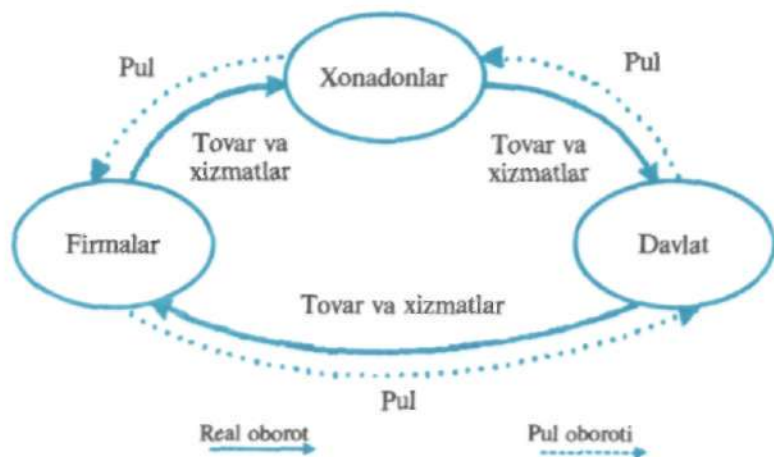 Pul
Xonadonlar
Pul
Tovar va
xizmatlar
Tovar va
xizmatlar
Firmalar
Davlat
Tovar va xizmatlar
Pul
Real oborot
Pul oboroti